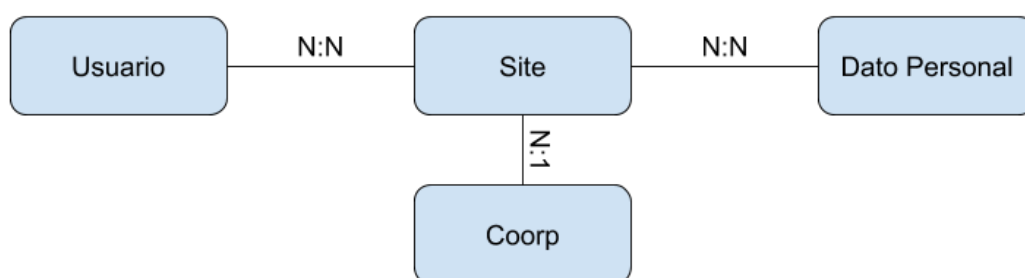 Usuario
N:N
Site
N:N
Dato Personal
N:1
Coorp